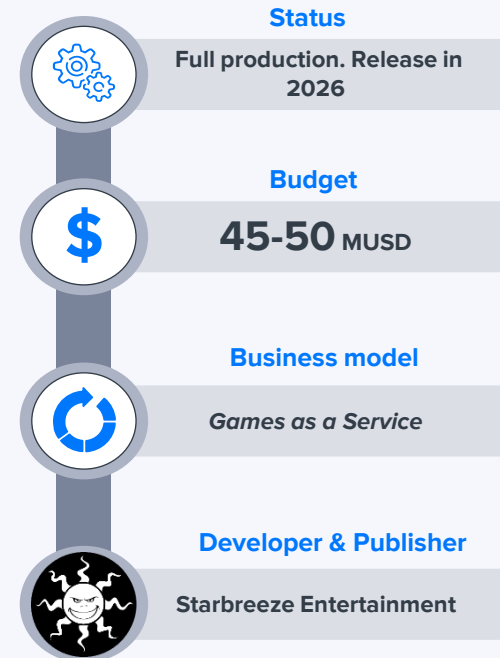 Status
Full production. Release in
2026
Budget
$
45-50 MUSD
Business model
Games as a Service
Developer & Publisher
Starbreeze Entertainment